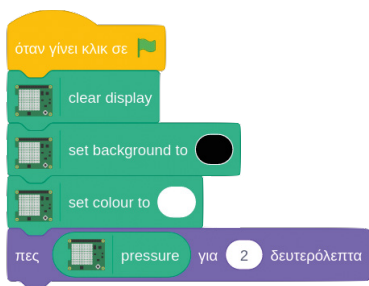 όταν γίνει κλικ σε
clear display
set background to
set colour to
πες pressure για 2 δευτερόλεπτα